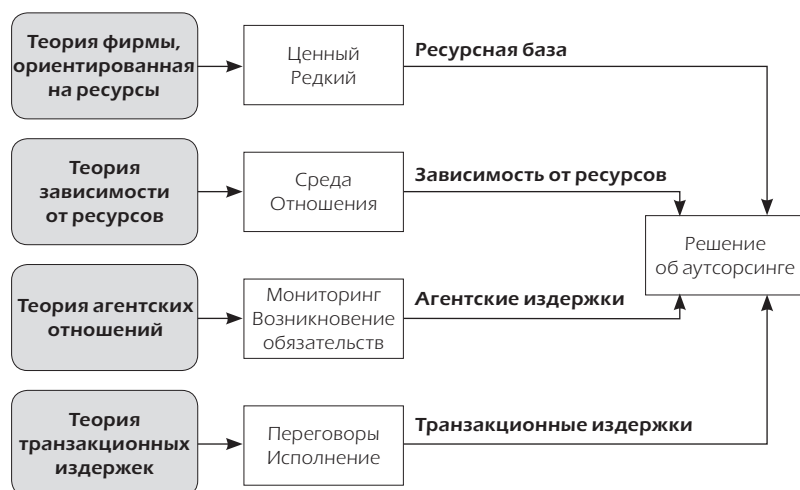 Теория фирмы,
ориентированная
на ресурсы
Ценный
Редкий
Ресурсная база
Теория
зависимости
от ресурсов
Среда
Отношения
Зависимость от ресурсов
Решение
об аутсорсинге
Теория агентских
отношений
Мониторинг
Возникновение
обязательств
Агентские издержки
Теория
транзакционных
издержек
Переговоры
Исполнение
Транзакционные издержки